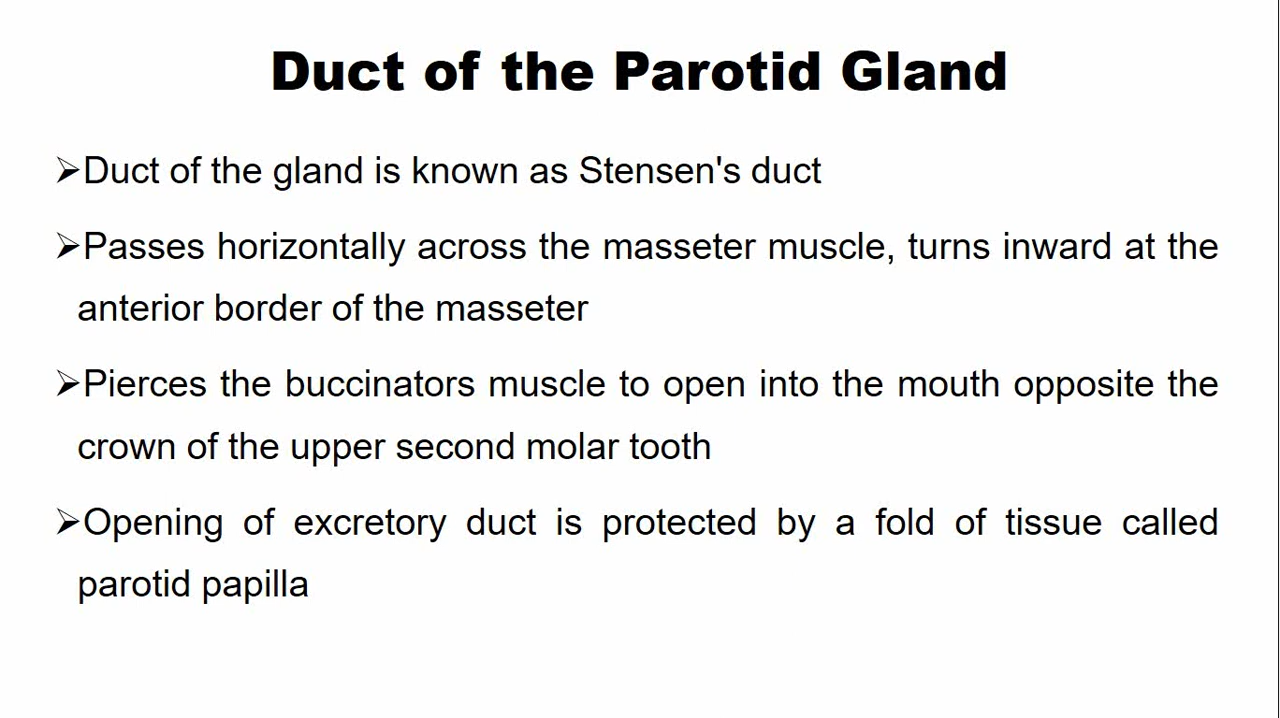 Duct of the Parotid Gland
➢Duct of the gland is known as Stensen's duct
➢Passes horizontally across the masseter muscle, turns inward at the
anterior border of the masseter
➢Pierces the buccinators muscle to open into the mouth opposite the
crown of the upper second molar tooth
➢Opening of excretory duct is protected by a fold of tissue called
parotid papilla